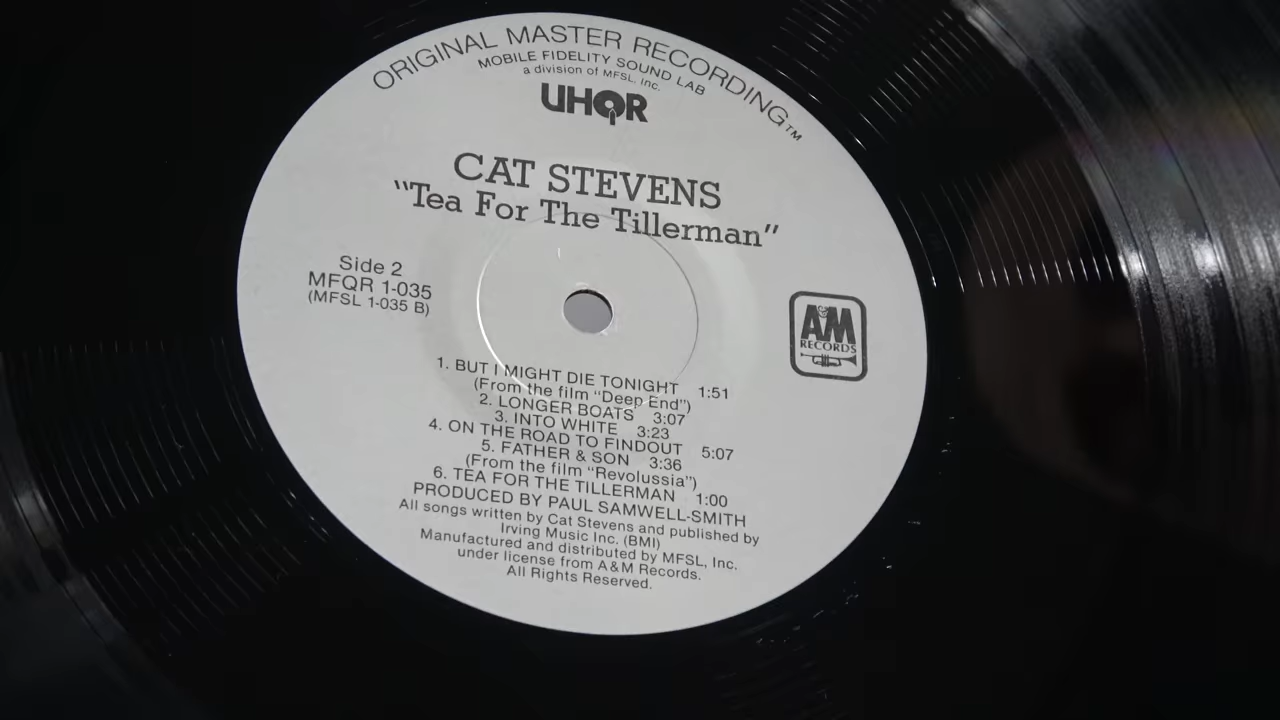 ORIGINAL MASTER RECORDING™
MOBILE FIDELITY SOUND LAB
a division of MFSL, Inc.
UHQR
CAT STEVENS
"Tea For The Tillerman"
Side 2
MFQR 1-035
(MFSL 1-035 B)
A&M
RECORDS
1. BUT I MIGHT DIE TONIGHT 1:51
(From the film "Deep End")
2. LONGER BOATS 3:07
3. INTO WHITE 3:23
4. ON THE ROAD TO FINDOUT 5:07
5. FATHER & SON 3:36
(From the film "Revolussia")
6. TEA FOR THE TILLERMAN 1:00
PRODUCED BY PAUL SAMWELL-SMITH
All songs written by Cat Stevens and published by
Irving Music Inc. (BMI)
Manufactured and distributed by MFSL, Inc.
under license from A&M Records.
All Rights Reserved.